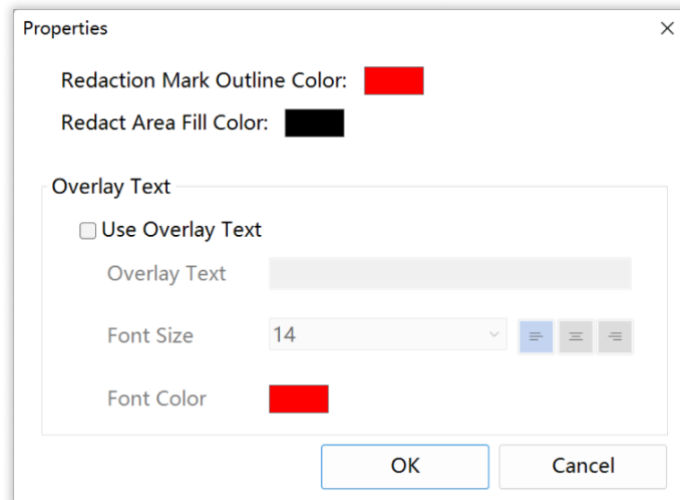 Properties
Redaction Mark Outline Color:
Redact Area Fill Color:
Overlay Text
Use Overlay Text
Overlay Text
Font Size 14
Font Color
OK Cancel